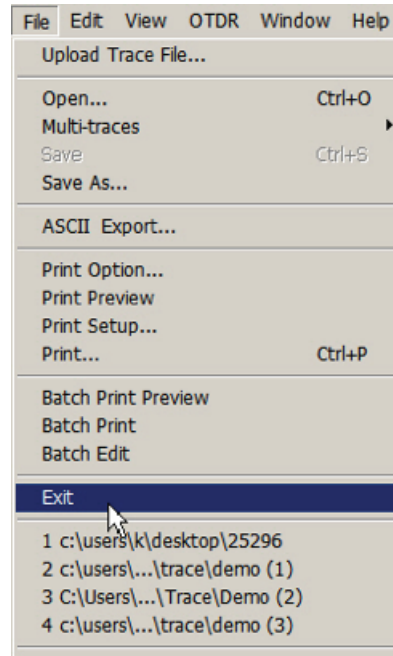 File Edit View OTDR Window Help
Upload Trace File...
Open... Ctrl+O
Multi-traces
Save Ctrl+S
Save As...
ASCII Export...
Print Option...
Print Preview
Print Setup...
Print... Ctrl+P
Batch Print Preview
Batch Print
Batch Edit
Exit
1 c:\users\k\desktop\25296
2 c:\users\...\trace\demo (1)
3 C:\Users\...\Trace\Demo (2)
4 c:\users\...\trace\demo (3)